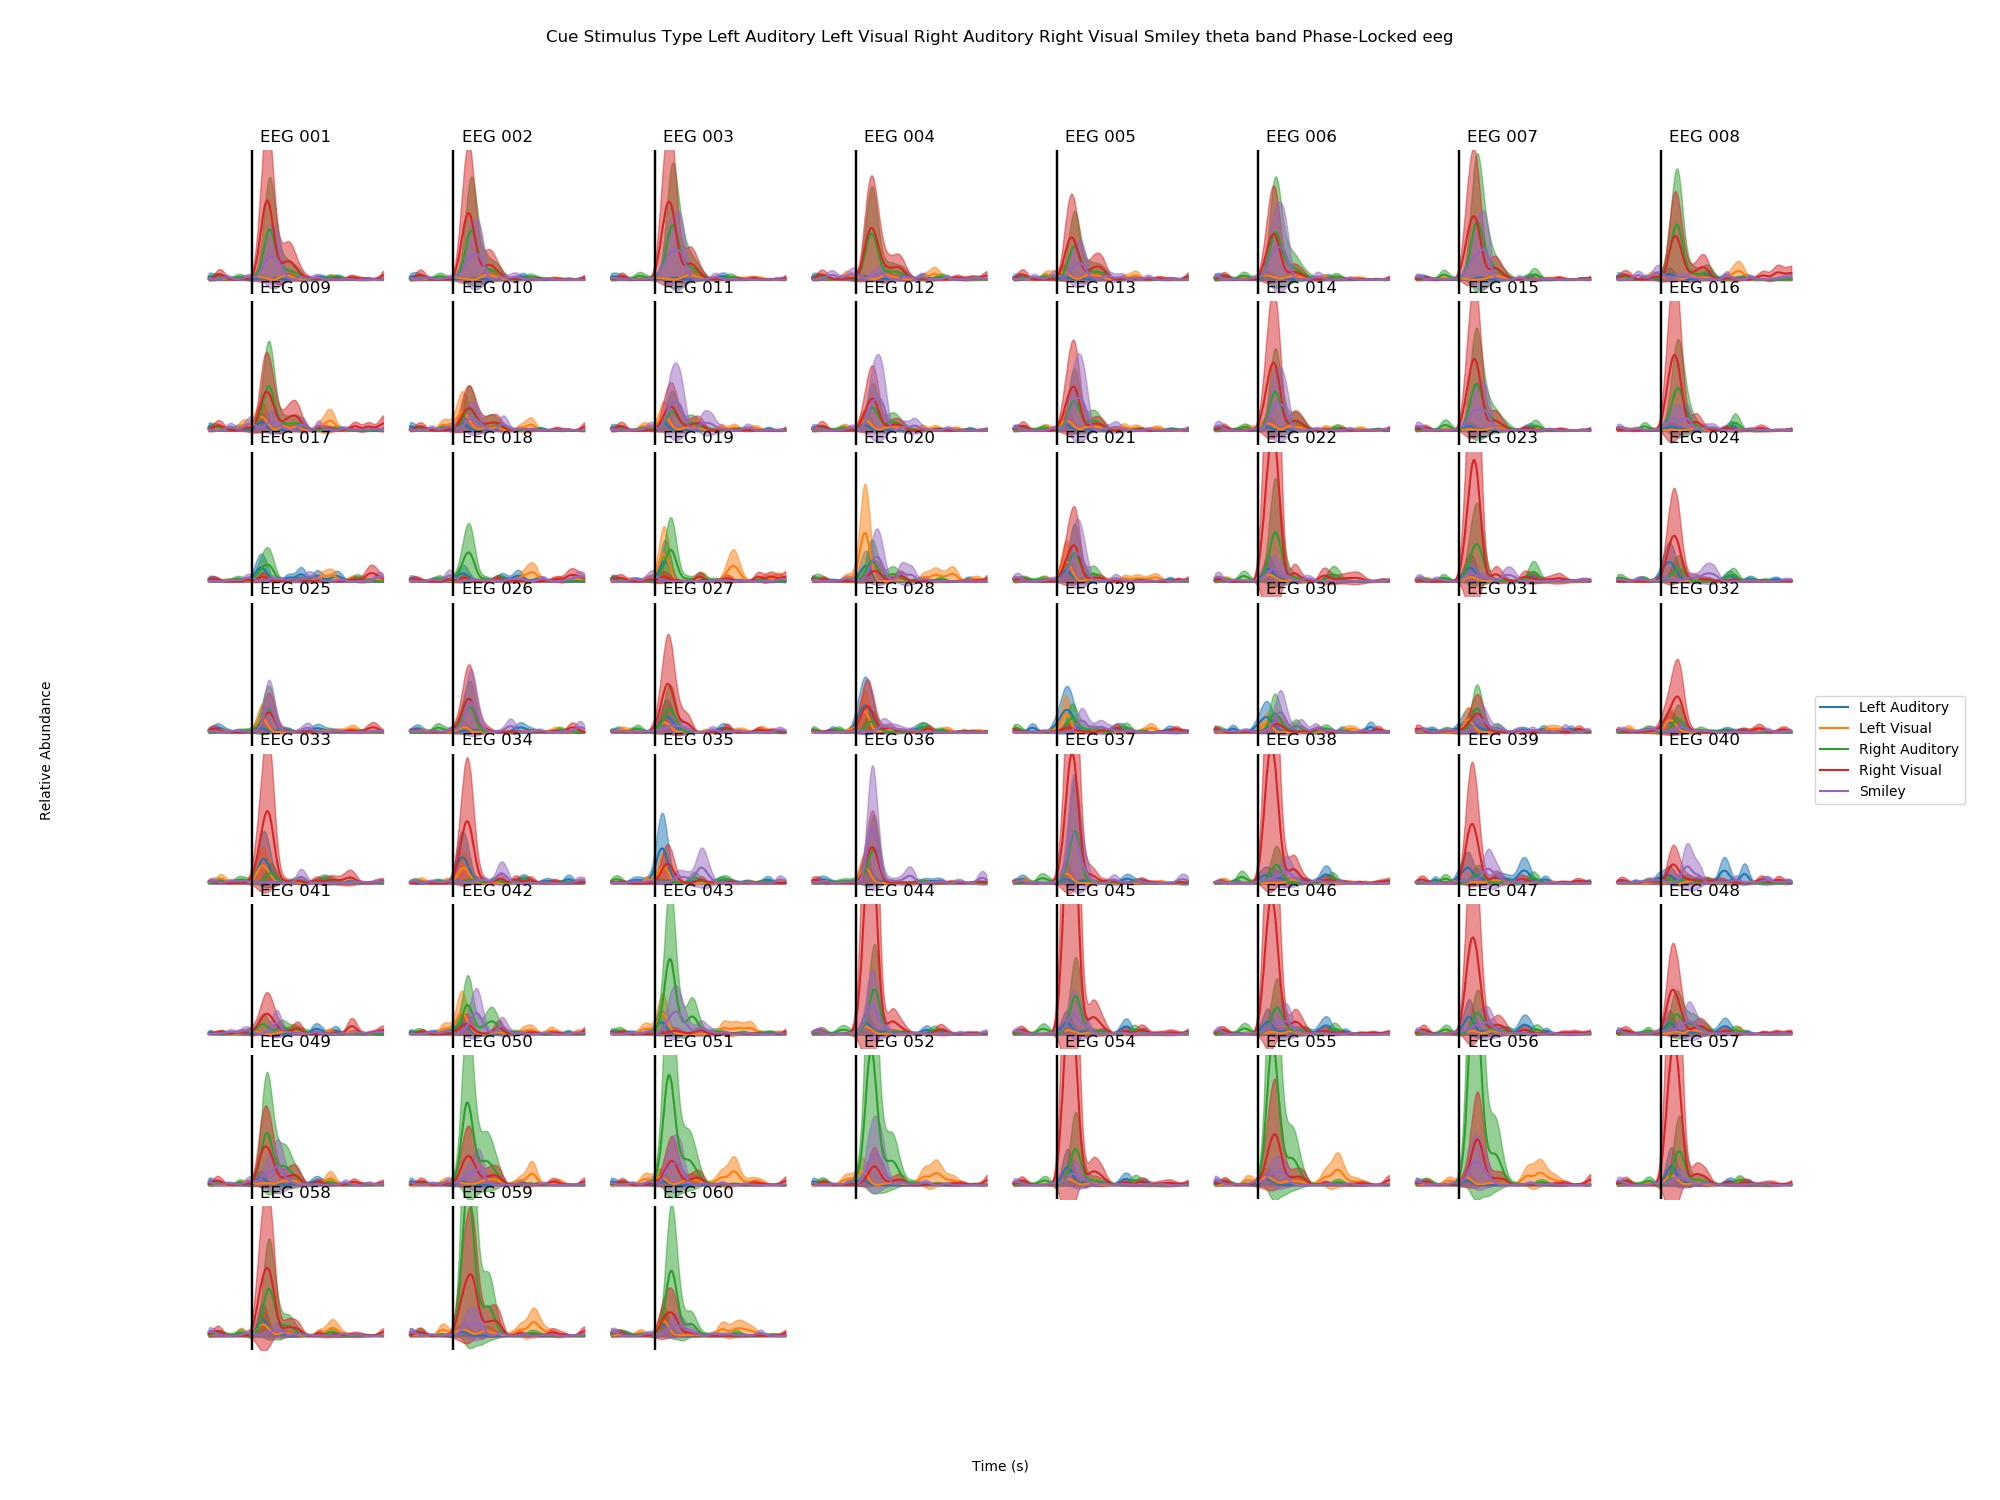 Cue Stimulus Type Left Auditory Left Visual Right Auditory Right Visual Smiley theta band Phase-Locked eeg
EEG 001 EEG 002 EEG 003 EEG 004 EEG 005 EEG 006 EEG 007 EEG 008
EEG 009 EEG 010 EEG 011 EEG 012 EEG 013 EEG 014 EEG 015 EEG 016
EEG 017 EEG 018 EEG 019 EEG 020 EEG 021 EEG 022 EEG 023 EEG 024
EEG 025 EEG 026 EEG 027 EEG 028 EEG 029 EEG 030 EEG 031 EEG 032
EEG 033 EEG 034 EEG 035 EEG 036 EEG 037 EEG 038 EEG 039 EEG 040
EEG 041 EEG 042 EEG 043 EEG 044 EEG 045 EEG 046 EEG 047 EEG 048
EEG 049 EEG 050 EEG 051 EEG 052 EEG 054 EEG 055 EEG 056 EEG 057
EEG 058 EEG 059 EEG 060
Relative Abundance
Left Auditory
Left Visual
Right Auditory
Right Visual
Smiley
Time (s)